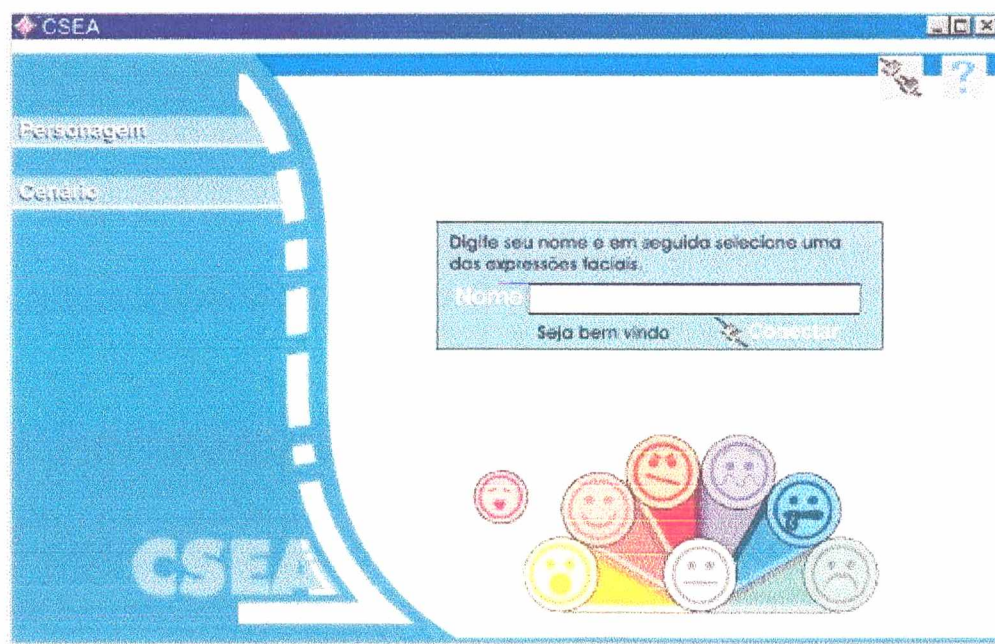 CSEA
?
Personagem
Cenário
Digite seu nome e em seguida selecione uma
das expressões faciais.
Nome
Seja bem vindo
Conectar
CSEA